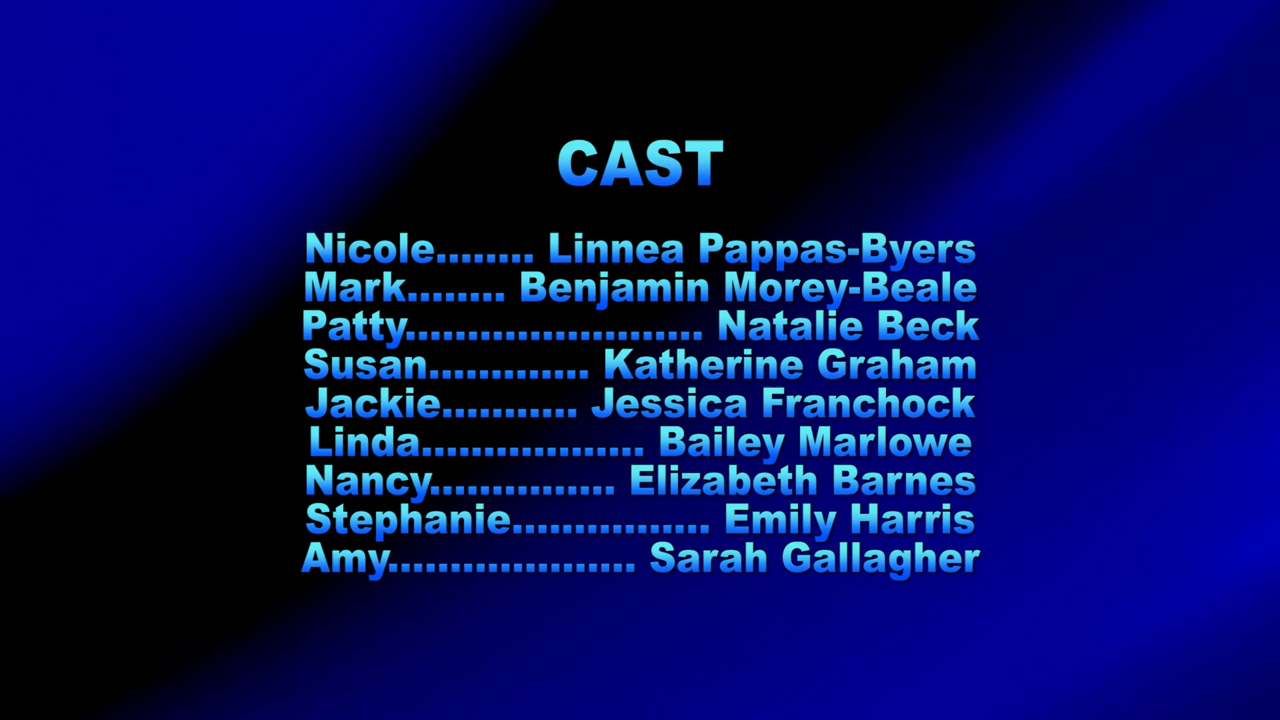 CAST
Nicole........ Linnea Pappas-Byers
Mark........ Benjamin Morey-Beale
Patty........................ Natalie Beck
Susan............. Katherine Graham
Jackie........... Jessica Franchock
Linda.................. Bailey Marlowe
Nancy............... Elizabeth Barnes
Stephanie................ Emily Harris
Amy.................... Sarah Gallagher